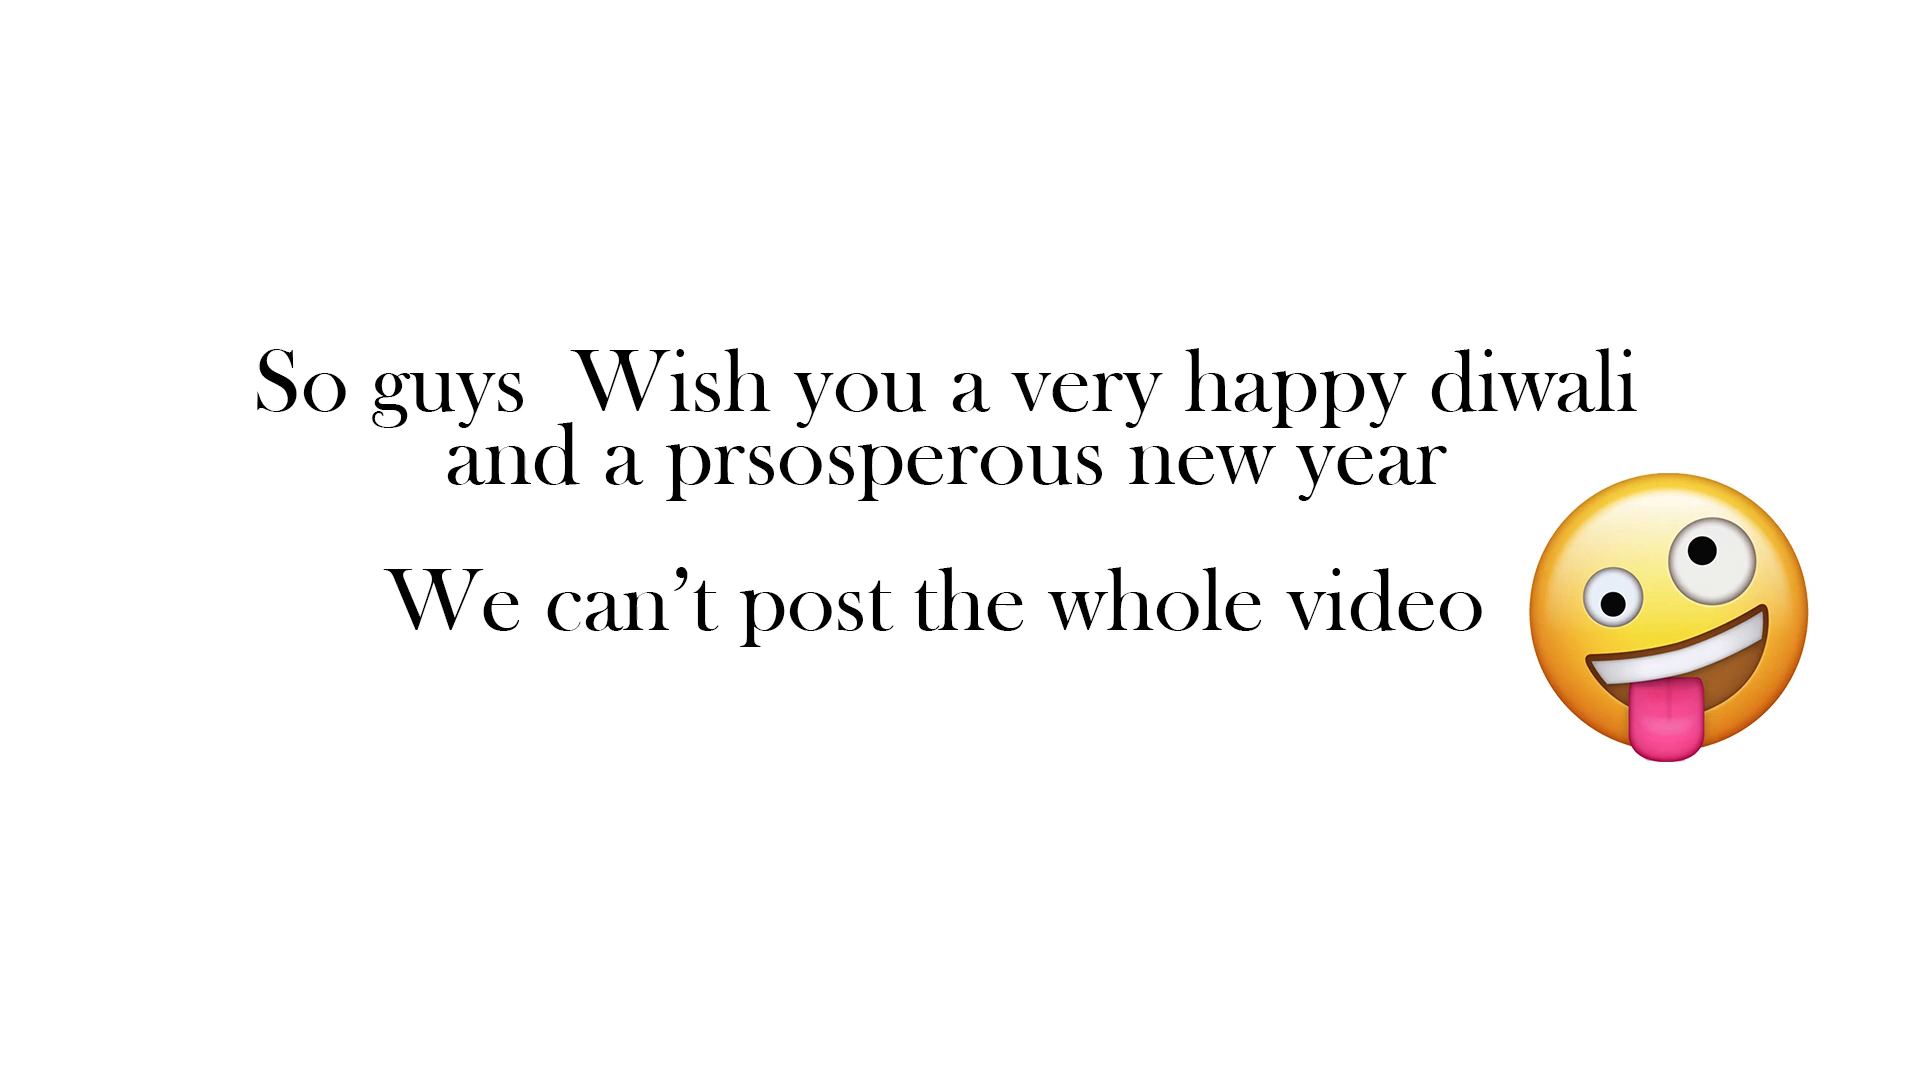 So guys  Wish you a very happy diwali
and a prsosperous new year
We can’t post the whole video